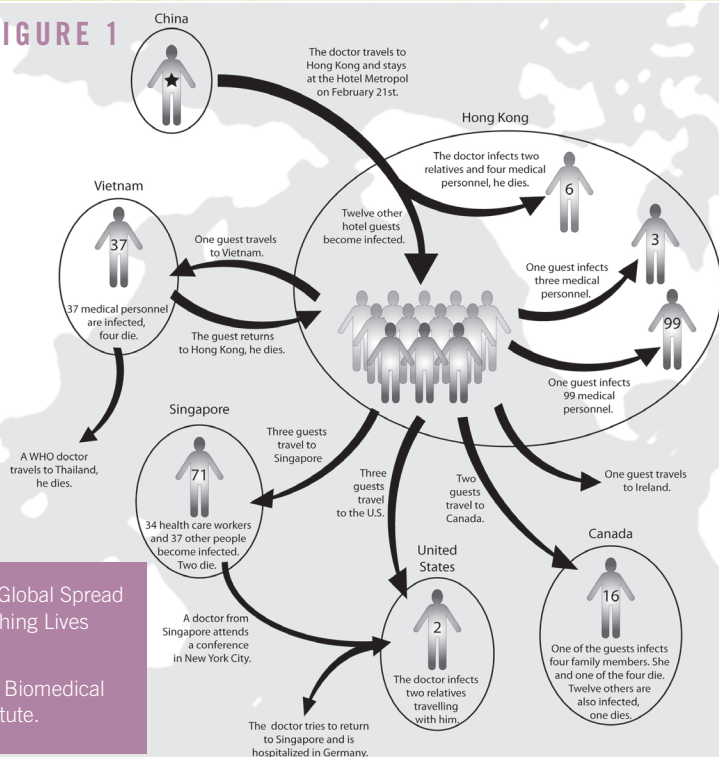 IGURE 1
China
The doctor travels to
Hong Kong and stays
at the Hotel Metropol
on February 21st.
Hong Kong
The doctor infects two
relatives and four medical
personnel, he dies.
6
Twelve other
hotel guests
become infected.
One guest infects
three medical
personnel.
3
99
One guest infects
99 medical
personnel.
Vietnam
37
37 medical personnel
are infected,
four die.
One guest travels
to Vietnam.
The guest returns
to Hong Kong, he dies.
A WHO doctor
travels to Thailand,
he dies.
Singapore
71
34 health care workers
and 37 other people
become infected.
Two die.
Three guests
travel to
Singapore
Three
guests
travel
to the U.S.
Two
guests
travel to
Canada.
One guest travels
to Ireland.
United
States
2
The doctor infects
two relatives
travelling
with him.
Canada
16
One of the guests infects
four family members. She
and one of the four die.
Twelve others are
also infected,
one dies.
A doctor from
Singapore attends
a conference
in New York City.
The doctor tries to return
to Singapore and is
hospitalized in Germany.
Global Spread
hing Lives
Biomedical
tute.